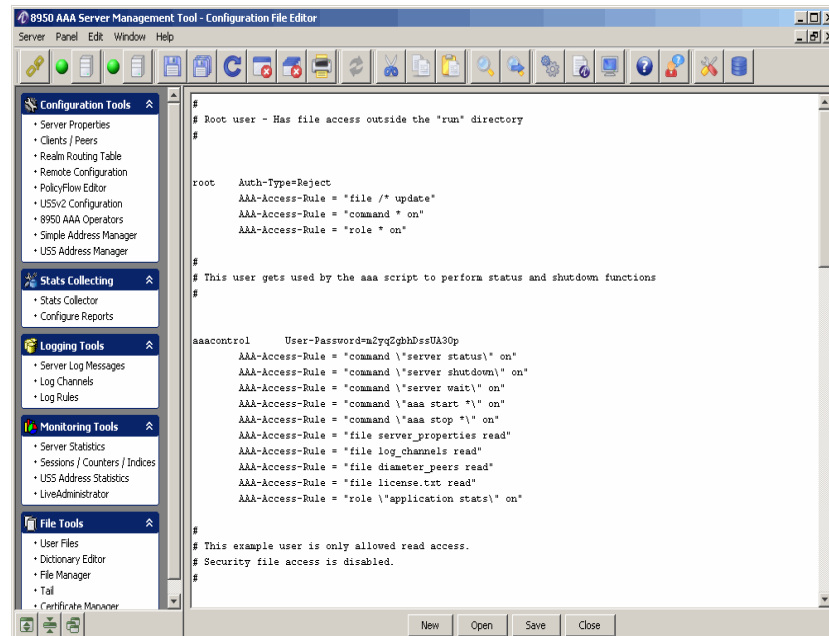 8950 AAA Server Management Tool - Configuration File Editor
Server Panel Edit Window Help
Configuration Tools
• Server Properties
• Clients / Peers
• Realm Routing Table
• Remote Configuration
• PolicyFlow Editor
• USSv2 Configuration
• 8950 AAA Operators
• Simple Address Manager
• USS Address Manager
Stats Collecting
• Stats Collector
• Configure Reports
Logging Tools
• Server Log Messages
• Log Channels
• Log Rules
Monitoring Tools
• Server Statistics
• Sessions / Counters / Indices
• USS Address Statistics
• LiveAdministrator
File Tools
• User Files
• Dictionary Editor
• File Manager
• Tail
• Certificate Manager
#
# Root user - Has file access outside the "run" directory
#
root Auth-Type=Reject
AAA-Access-Rule = "file /* update"
AAA-Access-Rule = "command * on"
AAA-Access-Rule = "role * on"
#
# This user gets used by the aaa script to perform status and shutdown functions
#
aaacontrol User-Password=m2yqZgbhDssUA30p
AAA-Access-Rule = "command \"server status\" on"
AAA-Access-Rule = "command \"server shutdown\" on"
AAA-Access-Rule = "command \"server wait\" on"
AAA-Access-Rule = "command \"aaa start *\" on"
AAA-Access-Rule = "command \"aaa stop *\" on"
AAA-Access-Rule = "file server_properties read"
AAA-Access-Rule = "file log_channels read"
AAA-Access-Rule = "file diameter_peers read"
AAA-Access-Rule = "file license.txt read"
AAA-Access-Rule = "role \"application stats\" on"
#
# This example user is only allowed read access.
# Security file access is disabled.
#
New Open Save Close